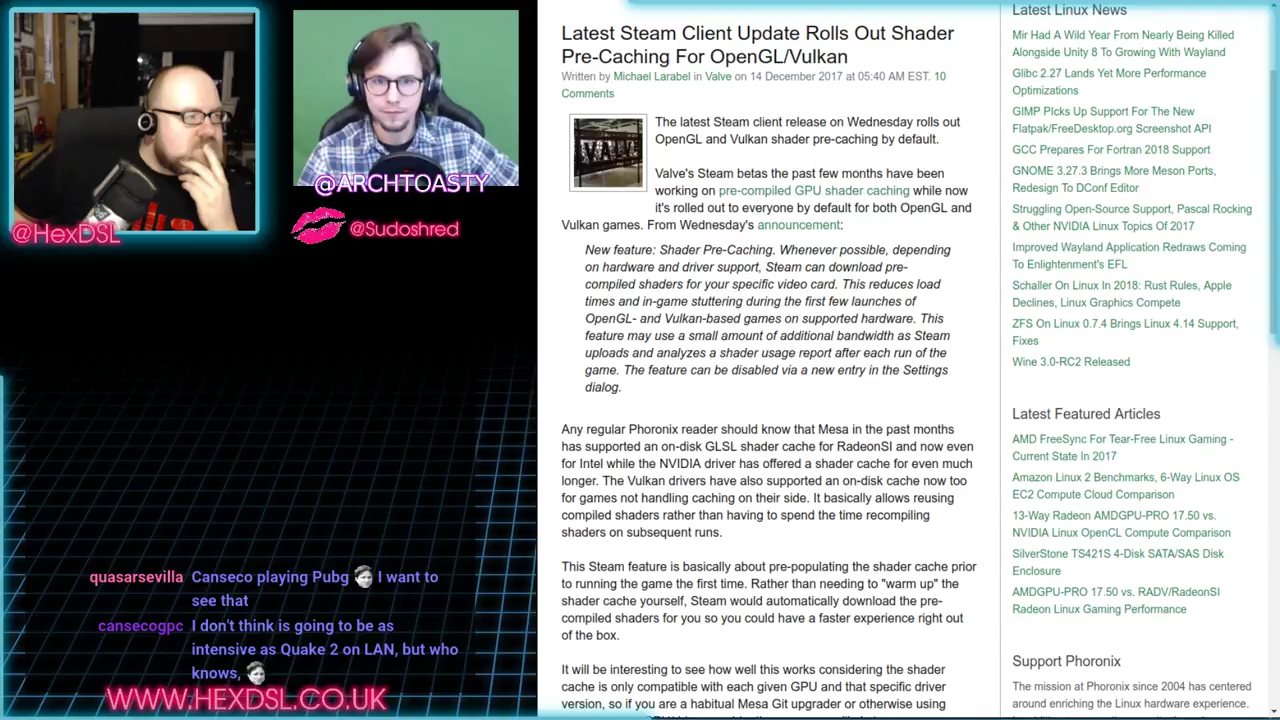 @HexDSL
@ARCHTOASTY
@Sudoshred
quasarsevilla Canseco playing Pubg I want to
see that
cansecogpc I don't think is going to be as
intensive as Quake 2 on LAN, but who
knows,
WWW.HEXDSL.CO.UK
Latest Steam Client Update Rolls Out Shader
Pre-Caching For OpenGL/Vulkan
Written by Michael Larabel in Valve on 14 December 2017 at 05:40 AM EST. 10
Comments
The latest Steam client release on Wednesday rolls out
OpenGL and Vulkan shader pre-caching by default.
Valve's Steam betas the past few months have been
working on pre-compiled GPU shader caching while now
it's rolled out to everyone by default for both OpenGL and
Vulkan games. From Wednesday's announcement:
New feature: Shader Pre-Caching. Whenever possible, depending
on hardware and driver support, Steam can download pre-
compiled shaders for your specific video card. This reduces load
times and in-game stuttering during the first few launches of
OpenGL- and Vulkan-based games on supported hardware. This
feature may use a small amount of additional bandwidth as Steam
uploads and analyzes a shader usage report after each run of the
game. The feature can be disabled via a new entry in the Settings
dialog.
Any regular Phoronix reader should know that Mesa in the past months
has supported an on-disk GLSL shader cache for RadeonSI and now even
for Intel while the NVIDIA driver has offered a shader cache for even much
longer. The Vulkan drivers have also supported an on-disk cache now too
for games not handling caching on their side. It basically allows reusing
compiled shaders rather than having to spend the time recompiling
shaders on subsequent runs.
This Steam feature is basically about pre-populating the shader cache prior
to running the game the first time. Rather than needing to "warm up" the
shader cache yourself, Steam would automatically download the pre-
compiled shaders for you so you could have a faster experience right out
of the box.
It will be interesting to see how well this works considering the shader
cache is only compatible with each given GPU and that specific driver
version, so if you are a habitual Mesa Git upgrader or otherwise using
Latest Linux News
Mir Had A Wild Year From Nearly Being Killed
Alongside Unity 8 To Growing With Wayland
Glibc 2.27 Lands Yet More Performance
Optimizations
GIMP PIcks Up Support For The New
Flatpak/FreeDesktop.org Screenshot API
GCC Prepares For Fortran 2018 Support
GNOME 3.27.3 Brings More Meson Ports,
Redesign To DConf Editor
Struggling Open-Source Support, Pascal Rocking
& Other NVIDIA Linux Topics Of 2017
Improved Wayland Application Redraws Coming
To Enlightenment's EFL
Schaller On Linux In 2018: Rust Rules, Apple
Declines, Linux Graphics Compete
ZFS On Linux 0.7.4 Brings Linux 4.14 Support,
Fixes
Wine 3.0-RC2 Released
Latest Featured Articles
AMD FreeSync For Tear-Free Linux Gaming -
Current State In 2017
Amazon Linux 2 Benchmarks, 6-Way Linux OS
EC2 Compute Cloud Comparison
13-Way Radeon AMDGPU-PRO 17.50 vs.
NVIDIA Linux OpenCL Compute Comparison
SilverStone TS421S 4-Disk SATA/SAS Disk
Enclosure
AMDGPU-PRO 17.50 vs. RADV/RadeonSI
Radeon Linux Gaming Performance
Support Phoronix
The mission at Phoronix since 2004 has centered
around enriching the Linux hardware experience.